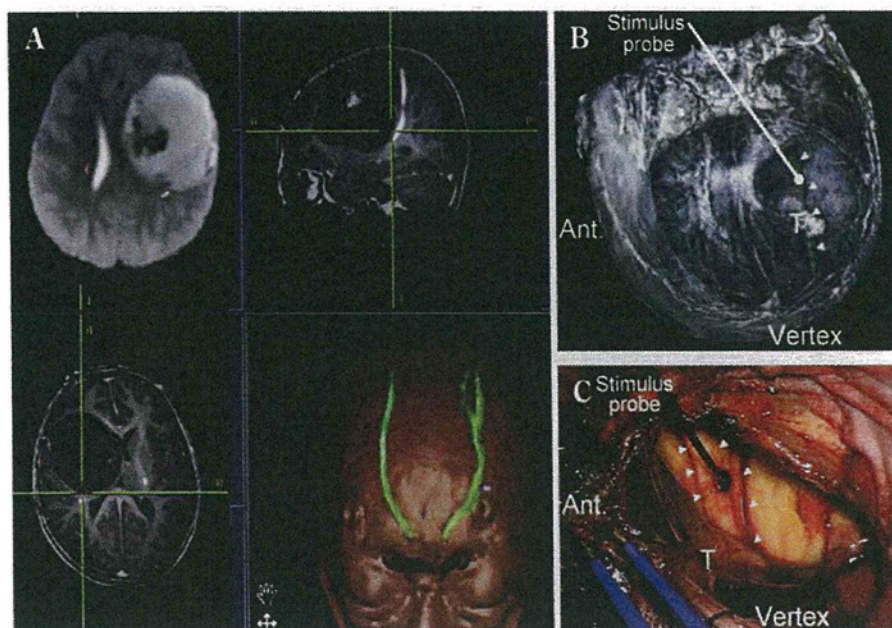 A
B
Stimulus
probe
Ant.
T
Vertex
C
Stimulus
probe
Ant.
T
Vertex